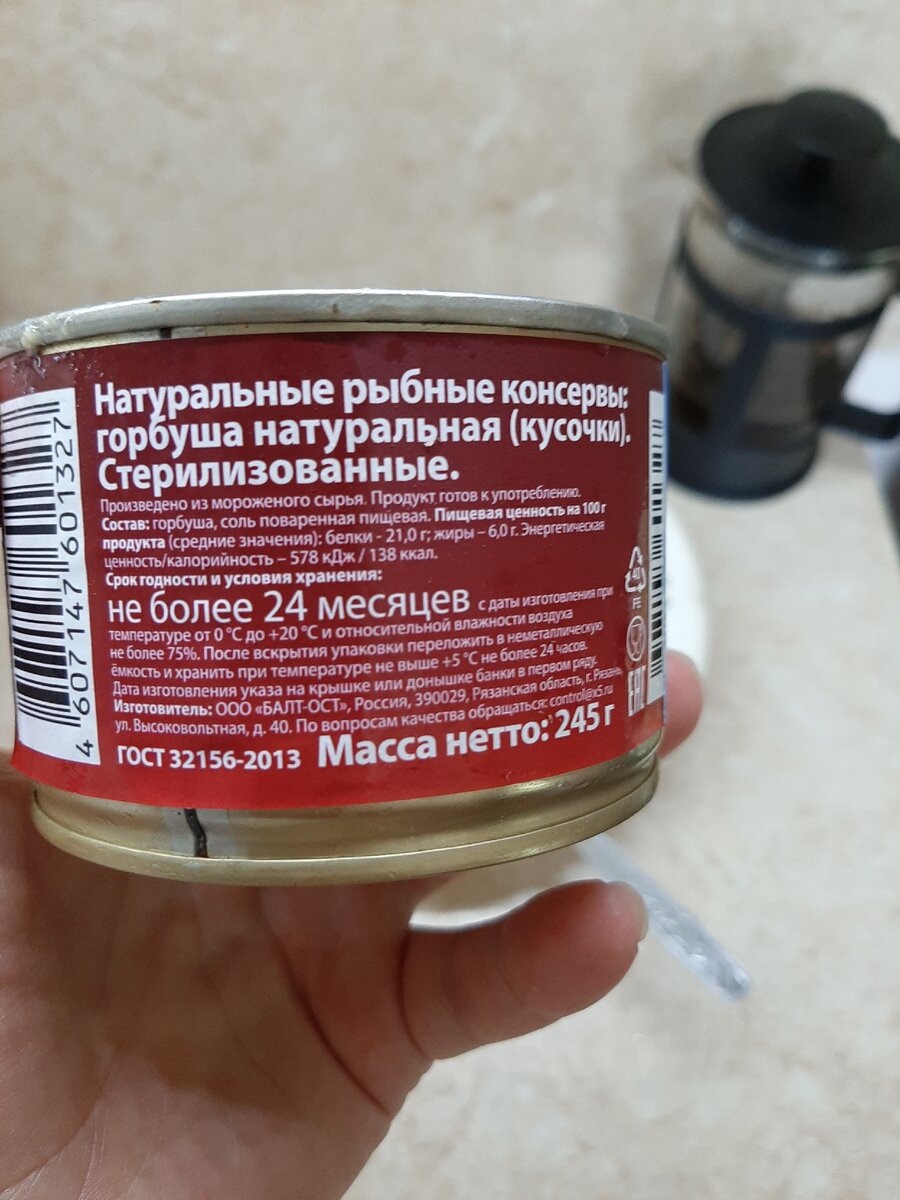 Натуральные рыбные консервы:
горбуша натуральная (кусочки).
Стерилизованные.
Произведено из мороженого сырья. Продукт готов к употреблению.
Состав: горбуша, соль поваренная пищевая. Пищевая ценность на 100 г
продукта (средние значения): белки - 21,0 г; жиры – 6,0 г. Энергетическая
ценность/калорийность – 578 кДж / 138 ккал.
Срок годности и условия хранения:
не более 24 месяцев с даты изготовления при
температуре от 0 °С до +20 °С и относительной влажности воздуха
не более 75%. После вскрытия упаковки переложить в неметаллическую
ёмкость и хранить при температуре не выше +5 °С не более 24 часов.
Дата изготовления указа на крышке или донышке банки в первом ряду.
Изготовитель: ООО «БАЛТ-ОСТ», Россия, 390029, Рязанская область, г. Рязань,
ул. Высоковольтная, д. 40. По вопросам качества обращаться: control@x5.ru
ГОСТ 32156-2013 Масса нетто: 245 г
4 607147 601327
40
FE
EAC